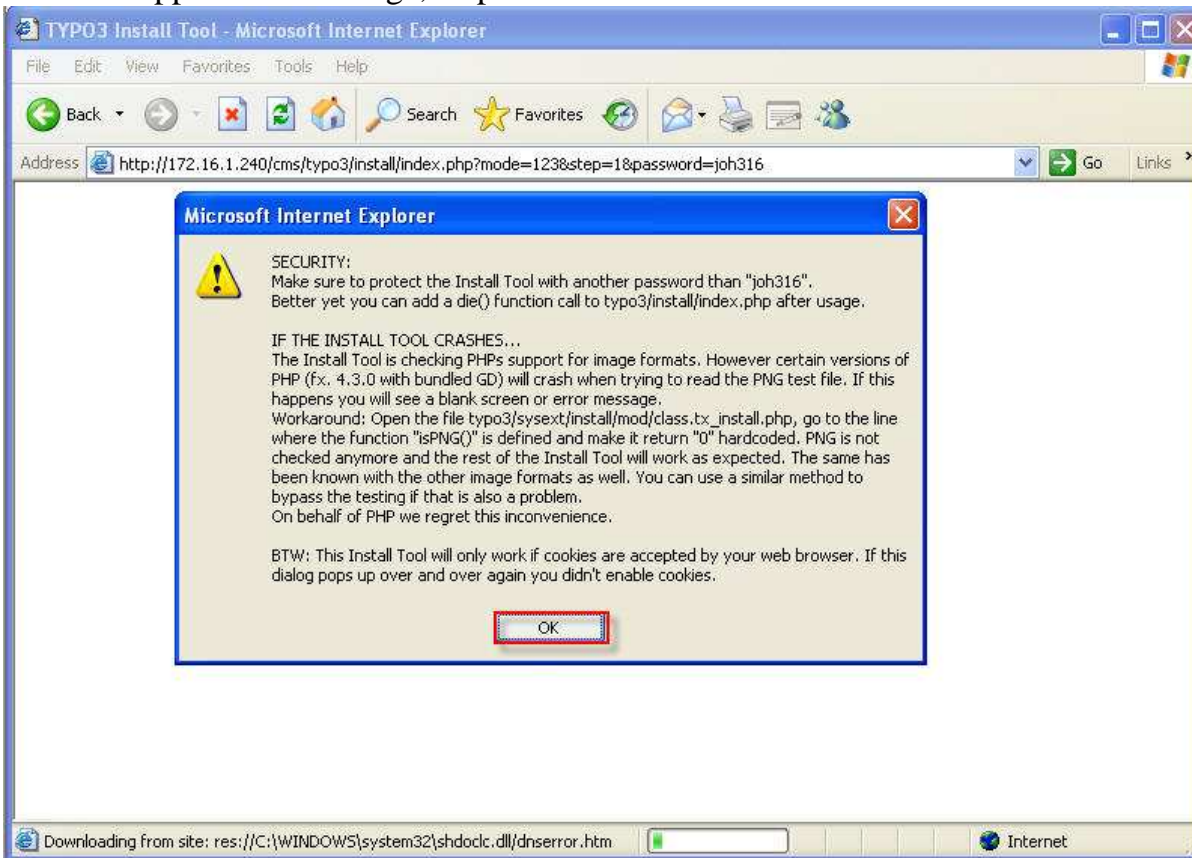 TYPO3 Install Tool - Microsoft Internet Explorer
File Edit View Favorites Tools Help
Back Search Favorites
Address http://172.16.1.240/cms/typo3/install/index.php?mode=123&step=1&password=joh316 Go Links
Microsoft Internet Explorer
SECURITY:
Make sure to protect the Install Tool with another password than "joh316".
Better yet you can add a die() function call to typo3/install/index.php after usage.
IF THE INSTALL TOOL CRASHES...
The Install Tool is checking PHPs support for image formats. However certain versions of
PHP (fx. 4.3.0 with bundled GD) will crash when trying to read the PNG test file. If this
happens you will see a blank screen or error message.
Workaround: Open the file typo3/sysext/install/mod/class.tx_install.php, go to the line
where the function "isPNG()" is defined and make it return "0" hardcoded. PNG is not
checked anymore and the rest of the Install Tool will work as expected. The same has
been known with the other image formats as well. You can use a similar method to
bypass the testing if that is also a problem.
On behalf of PHP we regret this inconvenience.
BTW: This Install Tool will only work if cookies are accepted by your web browser. If this
dialog pops up over and over again you didn't enable cookies.
OK
Downloading from site: res://C:\WINDOWS\system32\shdoclc.dll/dnserror.htm Internet